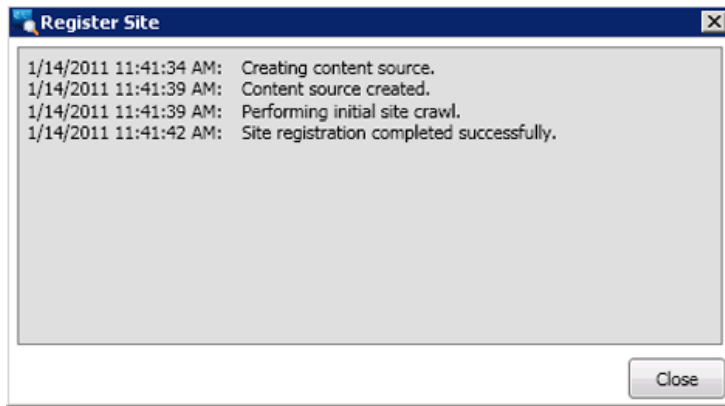 Register Site
1/14/2011 11:41:34 AM: Creating content source.
1/14/2011 11:41:39 AM: Content source created.
1/14/2011 11:41:39 AM: Performing initial site crawl.
1/14/2011 11:41:42 AM: Site registration completed successfully.
Close